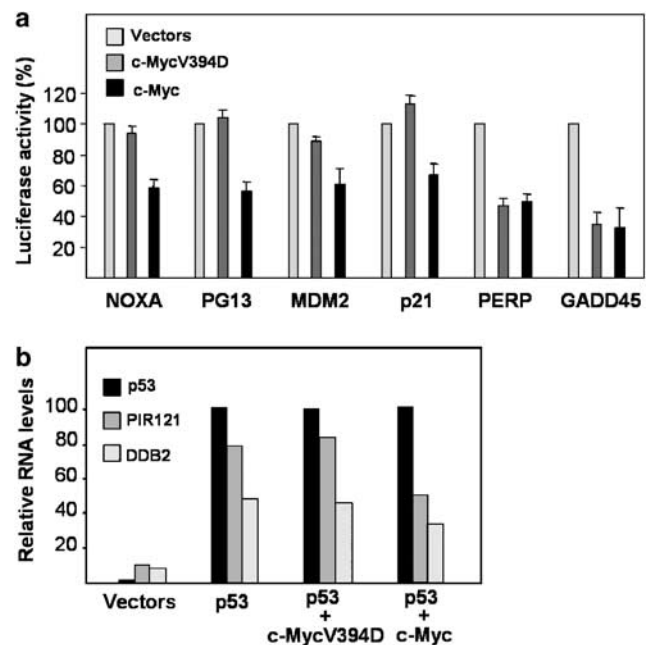 a
Vectors
c-MycV394D
c-Myc
Luciferase activity (%)
120
100
80
60
40
20
NOXA PG13 MDM2 p21 PERP GADD45
b
p53
PIR121
DDB2
Relative RNA levels
100
80
60
40
20
Vectors p53 p53 p53
+ +
c-MycV394D c-Myc